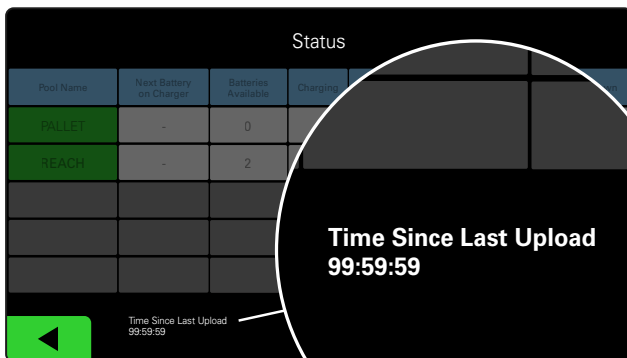 Status
Pool Name
Next Battery
on Charger
Batteries
Available
Charging
PALLET
-
0
REACH
-
2
Time Since Last Upload
99:59:59
Time Since Last Upload
99:59:59